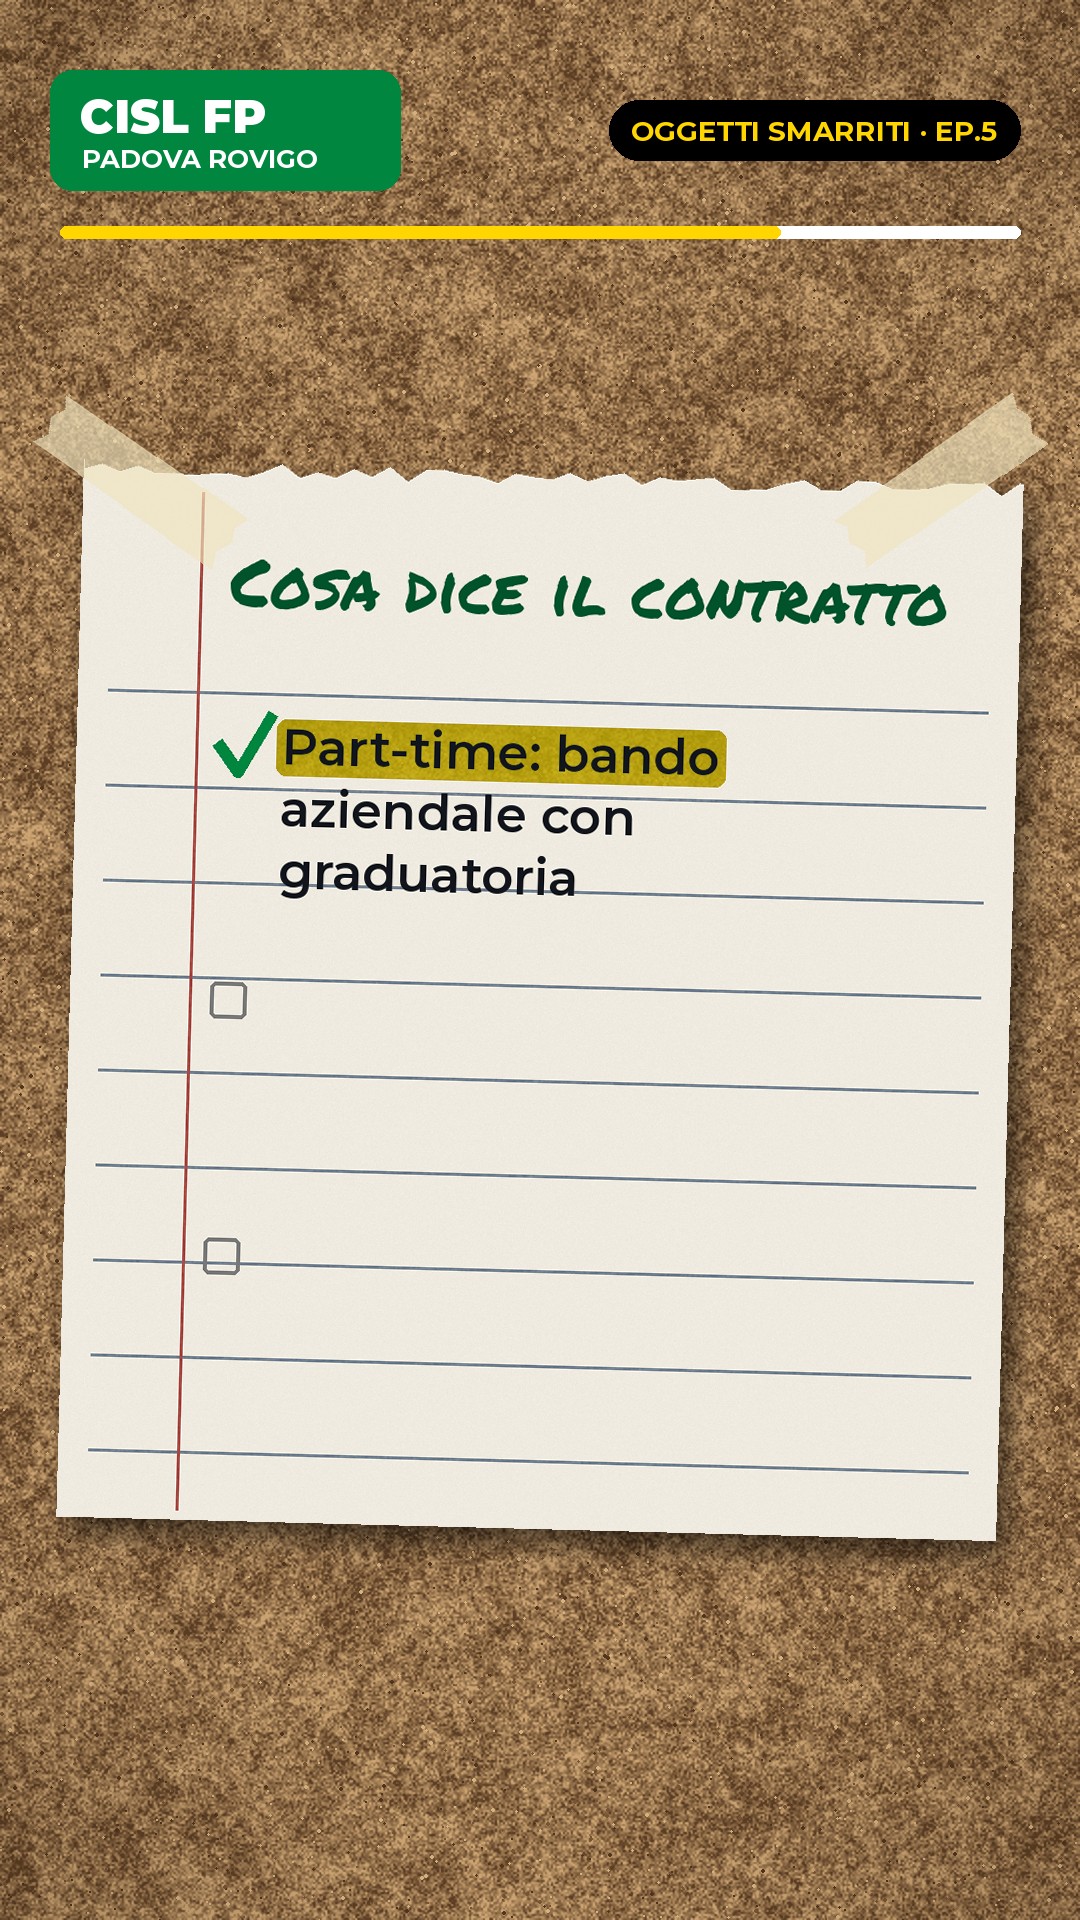 CISL FP
PADOVA ROVIGO
OGGETTI SMARRITI · EP.5
COSA DICE IL CONTRATTO
Part-time: bando
aziendale con
graduatoria